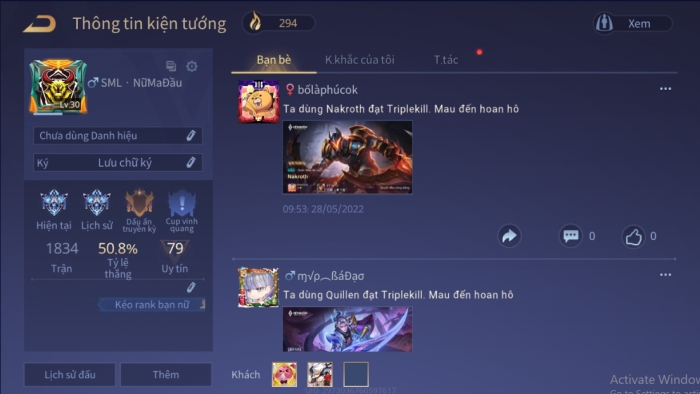 Thông tin kiện tướng
294
Xem
Lv.30
SML · NữMaĐầu
Chưa dùng Danh hiệu
Ký Lưu chữ ký
Hiện tại
Lịch sử
Dấu ấn
truyền kỳ
Cup vinh
quang
1834
50.8%
79
Trận
Tỷ lệ
thắng
Uy tín
Kéo rank bạn nữ
Lịch sử đấu
Thêm
Bạn bè
K.khắc của tôi
T.tác
bốlàphúcok
Ta dùng Nakroth đạt Triplekill. Mau đến hoan hô
Nakroth
09:53, 28/05/2022
0
0
Ta dùng Quillen đạt Triplekill. Mau đến hoan hô
Khách
Activate Window